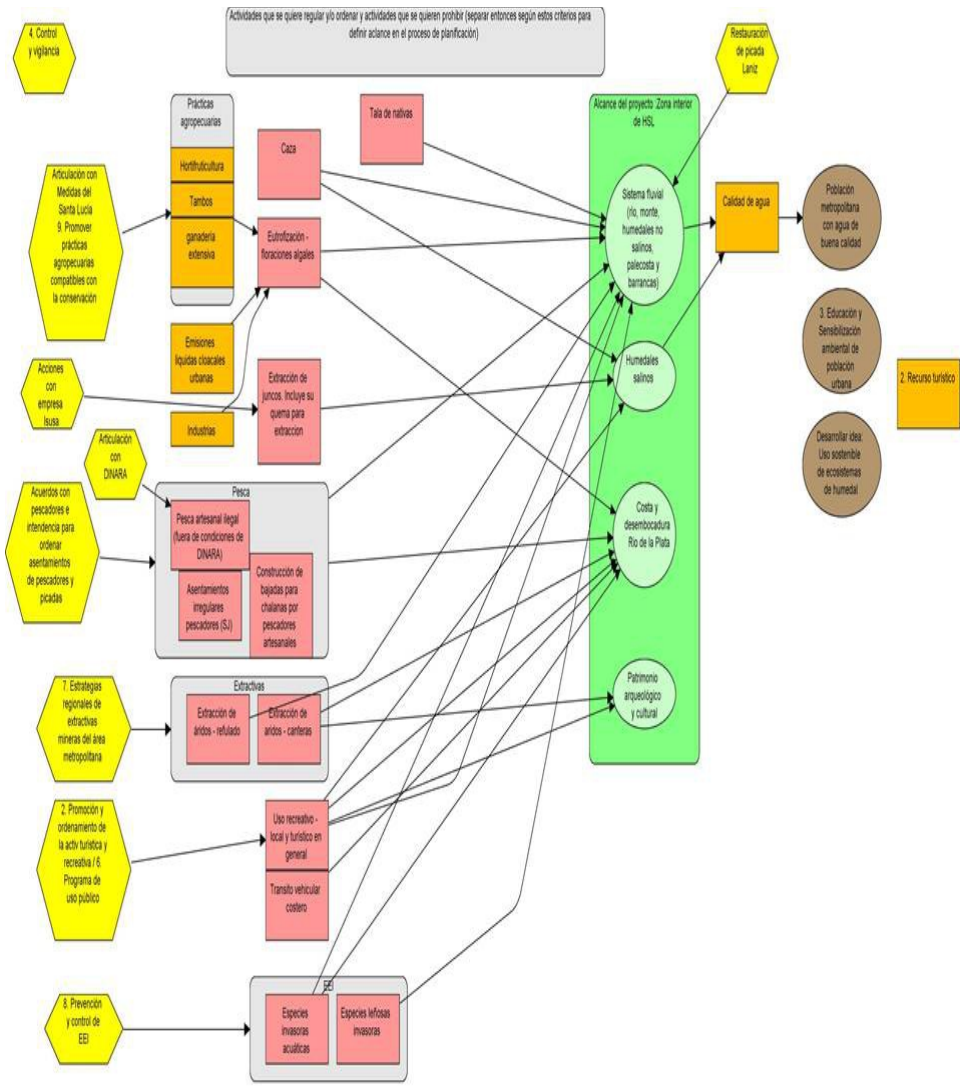 Actividades que se quiere regular y/o ordenar y actividades que se quieren prohibir (separar entonces según estos criterios para
definir aclance en el proceso de planificación)
4. Control
y vigilancia
Restauración
de picada
Laniz
Prácticas
agropecuarias
Hortifruticultura
Tambos
ganadería
extensiva
Caza
Tala de nativas
Alcance del proyecto :Zona interior
de HSL
Articulación con
Medidas del
Santa Lucía
9. Promover
prácticas
agropecuarias
compatibles con
la conservación
Eutrofización -
floraciones algales
Sistema fluvial
(río, monte,
humedales no
salinos,
palecosta y
barrancas)
Calidad de agua
Población
metropolitana
con agua de
buena calidad
Emisiones
líquidas cloacales
urbanas
Industrias
Acciones
con
empresa
Isusa
Extracción de
juncos. Incluye su
quema para
extraccion
Humedales
salinos
3. Educación y
Sensibilización
ambiental de
población
urbana
2. Recurso turístico
Articulación
con
DINARA
Desarrollar idea:
Uso sostenible
de ecosistemas
de humedal
Acuerdos con
pescadores e
intendencia para
ordenar
asentamientos
de pescadores y
picadas
Pesca
Pesca artesanal ilegal
(fuera de condiciones de
DINARA)
Asentamientos
irregulares
pescadores (SJ)
Construcción de
bajadas para
chalanas por
pescadores
artesanales
Costa y
desembocadura
Rio de la Plata
7. Estrategias
regionales de
extractivas
mineras del área
metropolitana
Extractivas
Extracción de
áridos - refulado
Extracción de
aridos - canteras
Patrimonio
arqueológico
y cultural
2. Promoción y
ordenamiento de
la activ turistica y
recreativa / 6.
Programa de
uso público
Uso recreativo -
local y turístico en
general
Transito vehicular
costero
8. Prevención
y control de
EEI
EEI
Especies
invasoras
acuáticas
Especies leñosas
invasoras